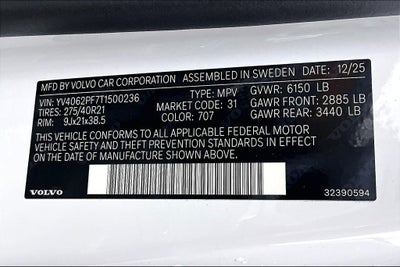 MFD BY VOLVO CAR CORPORATION ASSEMBLED IN SWEDEN 12/25
VIN: YV4062PF7T1500236 TYPE: MPV GVWR: 6150 LB
TIRES: 275/40R21 MARKET CODE: 31 GAWR FRONT: 2885 LB
RIM: 9Jx21x38.5 COLOR: 707 GAWR REAR: 3440 LB
THIS VEHICLE CONFORMS TO ALL APPLICABLE FEDERAL MOTOR
VEHICLE SAFETY AND THEFT PREVENTION STANDARDS IN EFFECT
ON THE DATE OF MANUFACTURE SHOWN ABOVE.
VOLVO 32390594